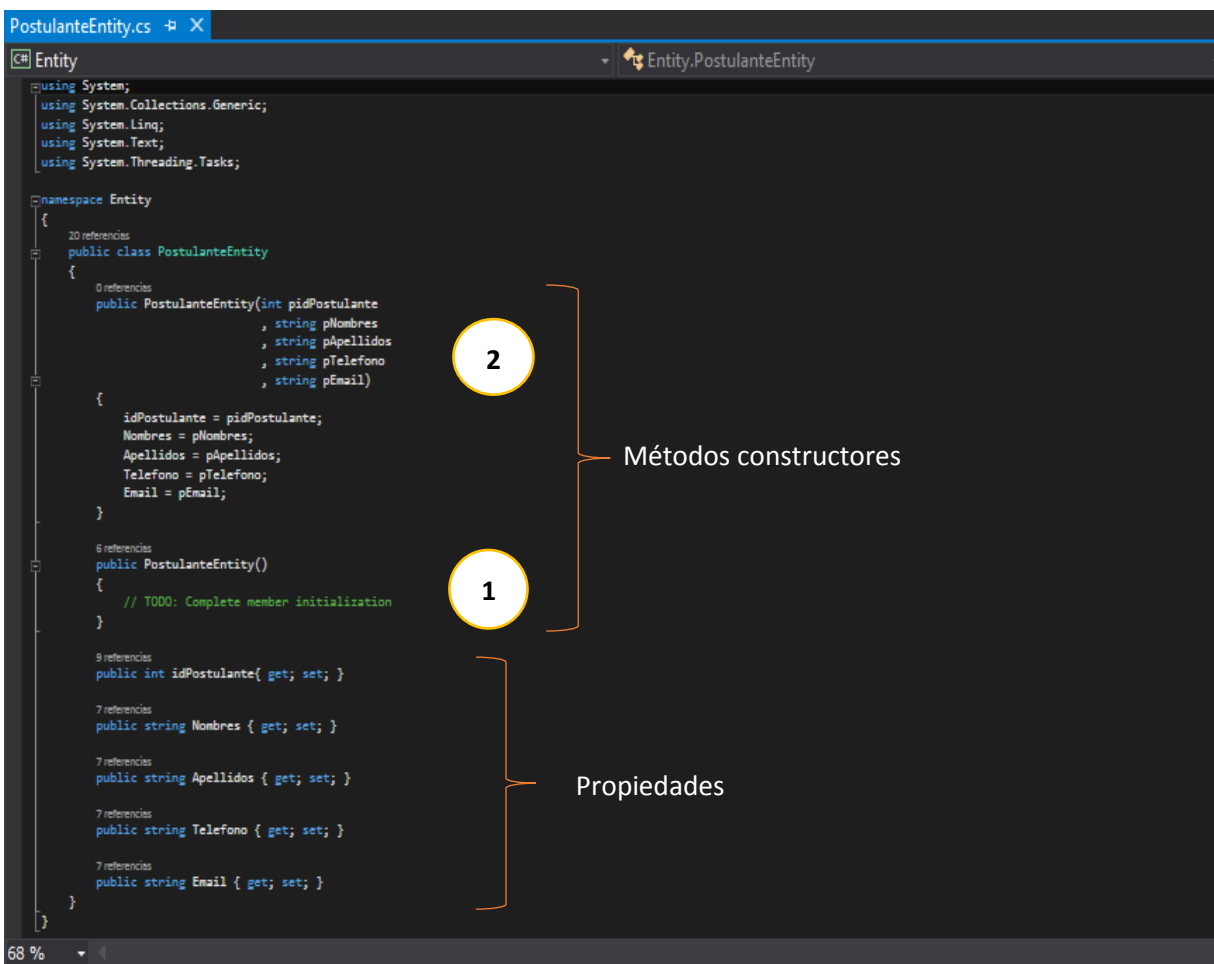 PostulanteEntity.cs
C# Entity
Entity.PostulanteEntity
using System;
using System.Collections.Generic;
using System.Linq;
using System.Text;
using System.Threading.Tasks;
namespace Entity
{
20 referencias
public class PostulanteEntity
{
0 referencias
public PostulanteEntity(int pidPostulante
, string pNombres
, string pApellidos
, string pTelefono
, string pEmail)
2
{
idPostulante = pidPostulante;
Nombres = pNombres;
Apellidos = pApellidos;
Telefono = pTelefono;
Email = pEmail;
}
Métodos constructores
6 referencias
public PostulanteEntity()
{
// TODO: Complete member initialization
}
1
9 referencias
public int idPostulante{ get; set; }
7 referencias
public string Nombres { get; set; }
7 referencias
public string Apellidos { get; set; }
Propiedades
7 referencias
public string Telefono { get; set; }
7 referencias
public string Email { get; set; }
}
}
68 %